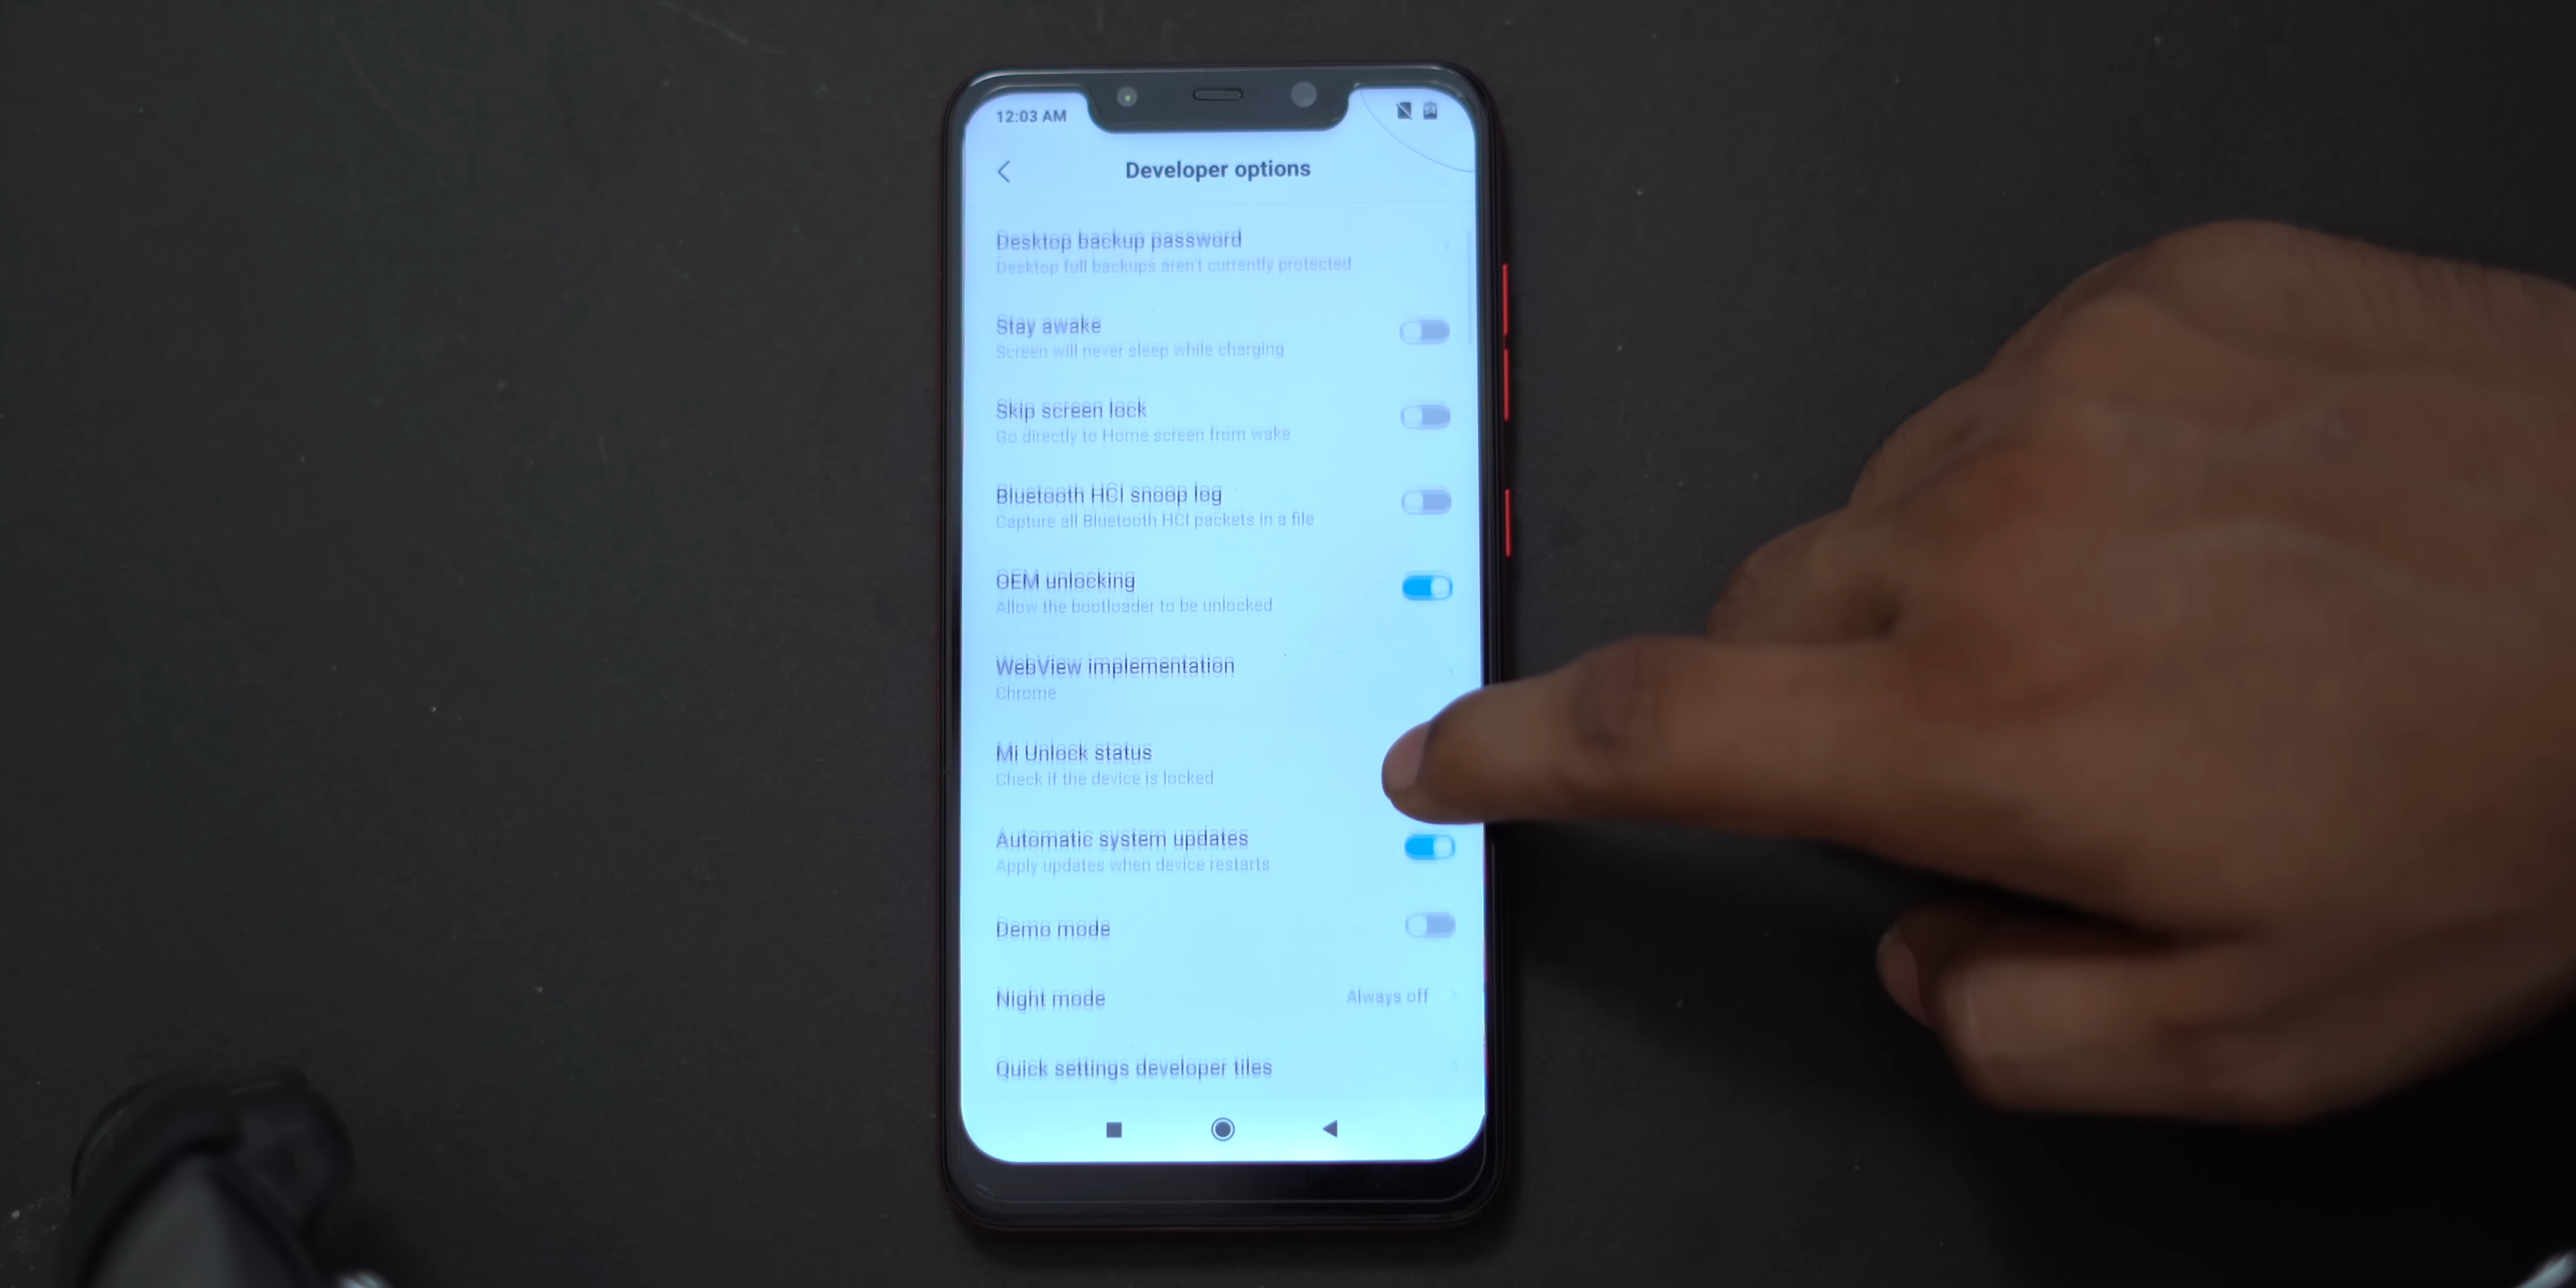 12:03 AM
Developer options
Desktop backup password
Desktop full backups aren't currently protected
Stay awake
Screen will never sleep while charging
Skip screen lock
Go directly to Home screen from wake
Bluetooth HCI snoop log
Capture all Bluetooth HCI packets in a file
OEM unlocking
Allow the bootloader to be unlocked
WebView implementation
Chrome
Mi Unlock status
Check if the device is locked
Automatic system updates
Apply updates when device restarts
Demo mode
Night mode Always off
Quick settings developer tiles